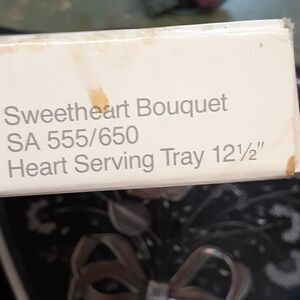 Sweetheart Bouquet
SA 555/650
Heart Serving Tray 12½"